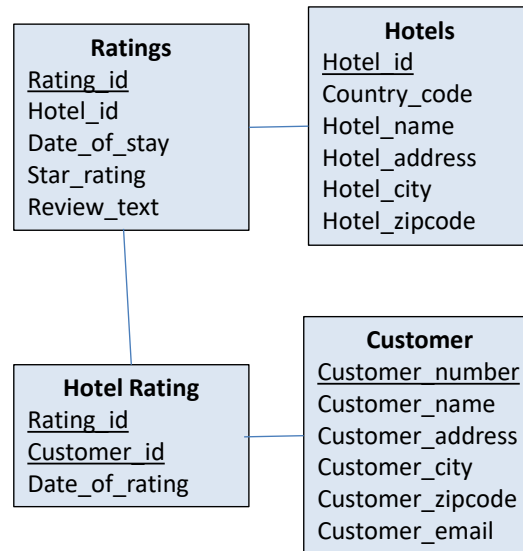 Ratings
Rating_id
Hotel_id
Date_of_stay
Star_rating
Review_text
Hotels
Hotel_id
Country_code
Hotel_name
Hotel_address
Hotel_city
Hotel_zipcode
Hotel Rating
Rating_id
Customer_id
Date_of_rating
Customer
Customer_number
Customer_name
Customer_address
Customer_city
Customer_zipcode
Customer_email